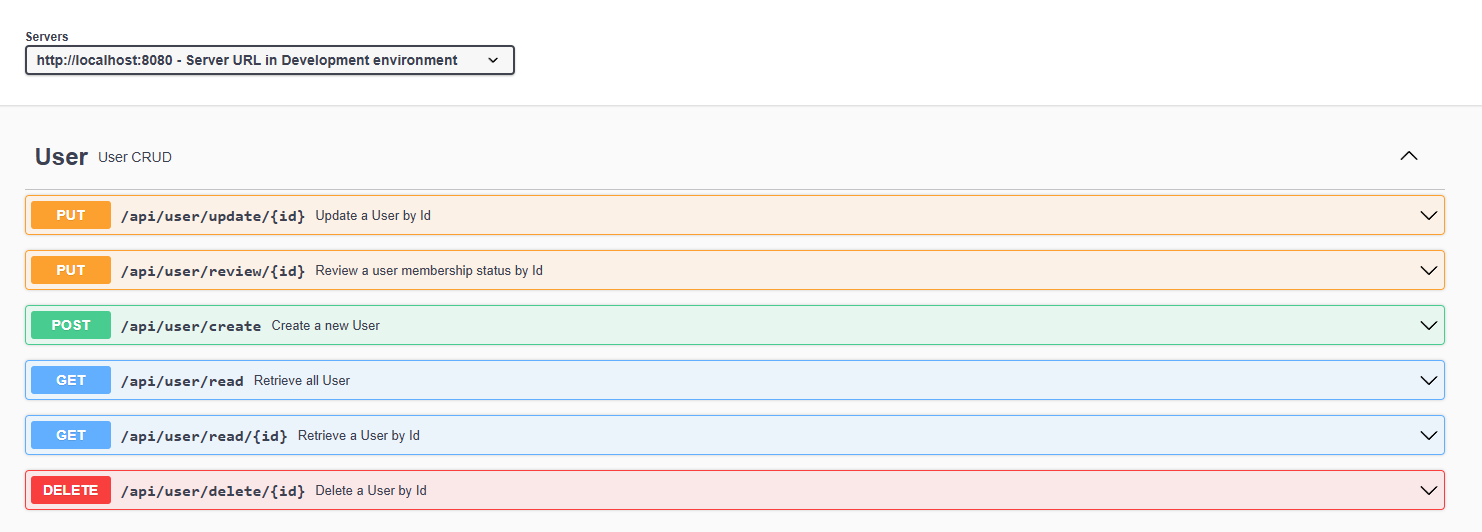 Servers
http://localhost:8080 - Server URL in Development environment
User User CRUD
PUT /api/user/update/{id} Update a User by Id
PUT /api/user/review/{id} Review a user membership status by Id
POST /api/user/create Create a new User
GET /api/user/read Retrieve all User
GET /api/user/read/{id} Retrieve a User by Id
DELETE /api/user/delete/{id} Delete a User by Id